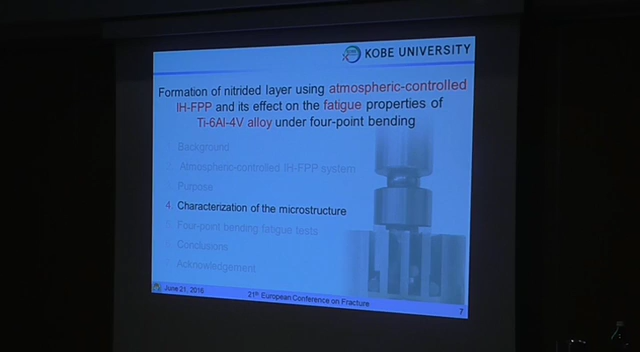 KOBE UNIVERSITY
Formation of nitrided layer using atmospheric-controlled
IH-FPP and its effect on the fatigue properties of
Ti-6Al-4V alloy under four-point bending
Background
Atmospheric-controlled IH-FPP system
Purpose
4. Characterization of the microstructure
Four-point bending fatigue tests
Conclusions
Acknowledgement
June 21, 2016
21st European Conference on Fracture
7